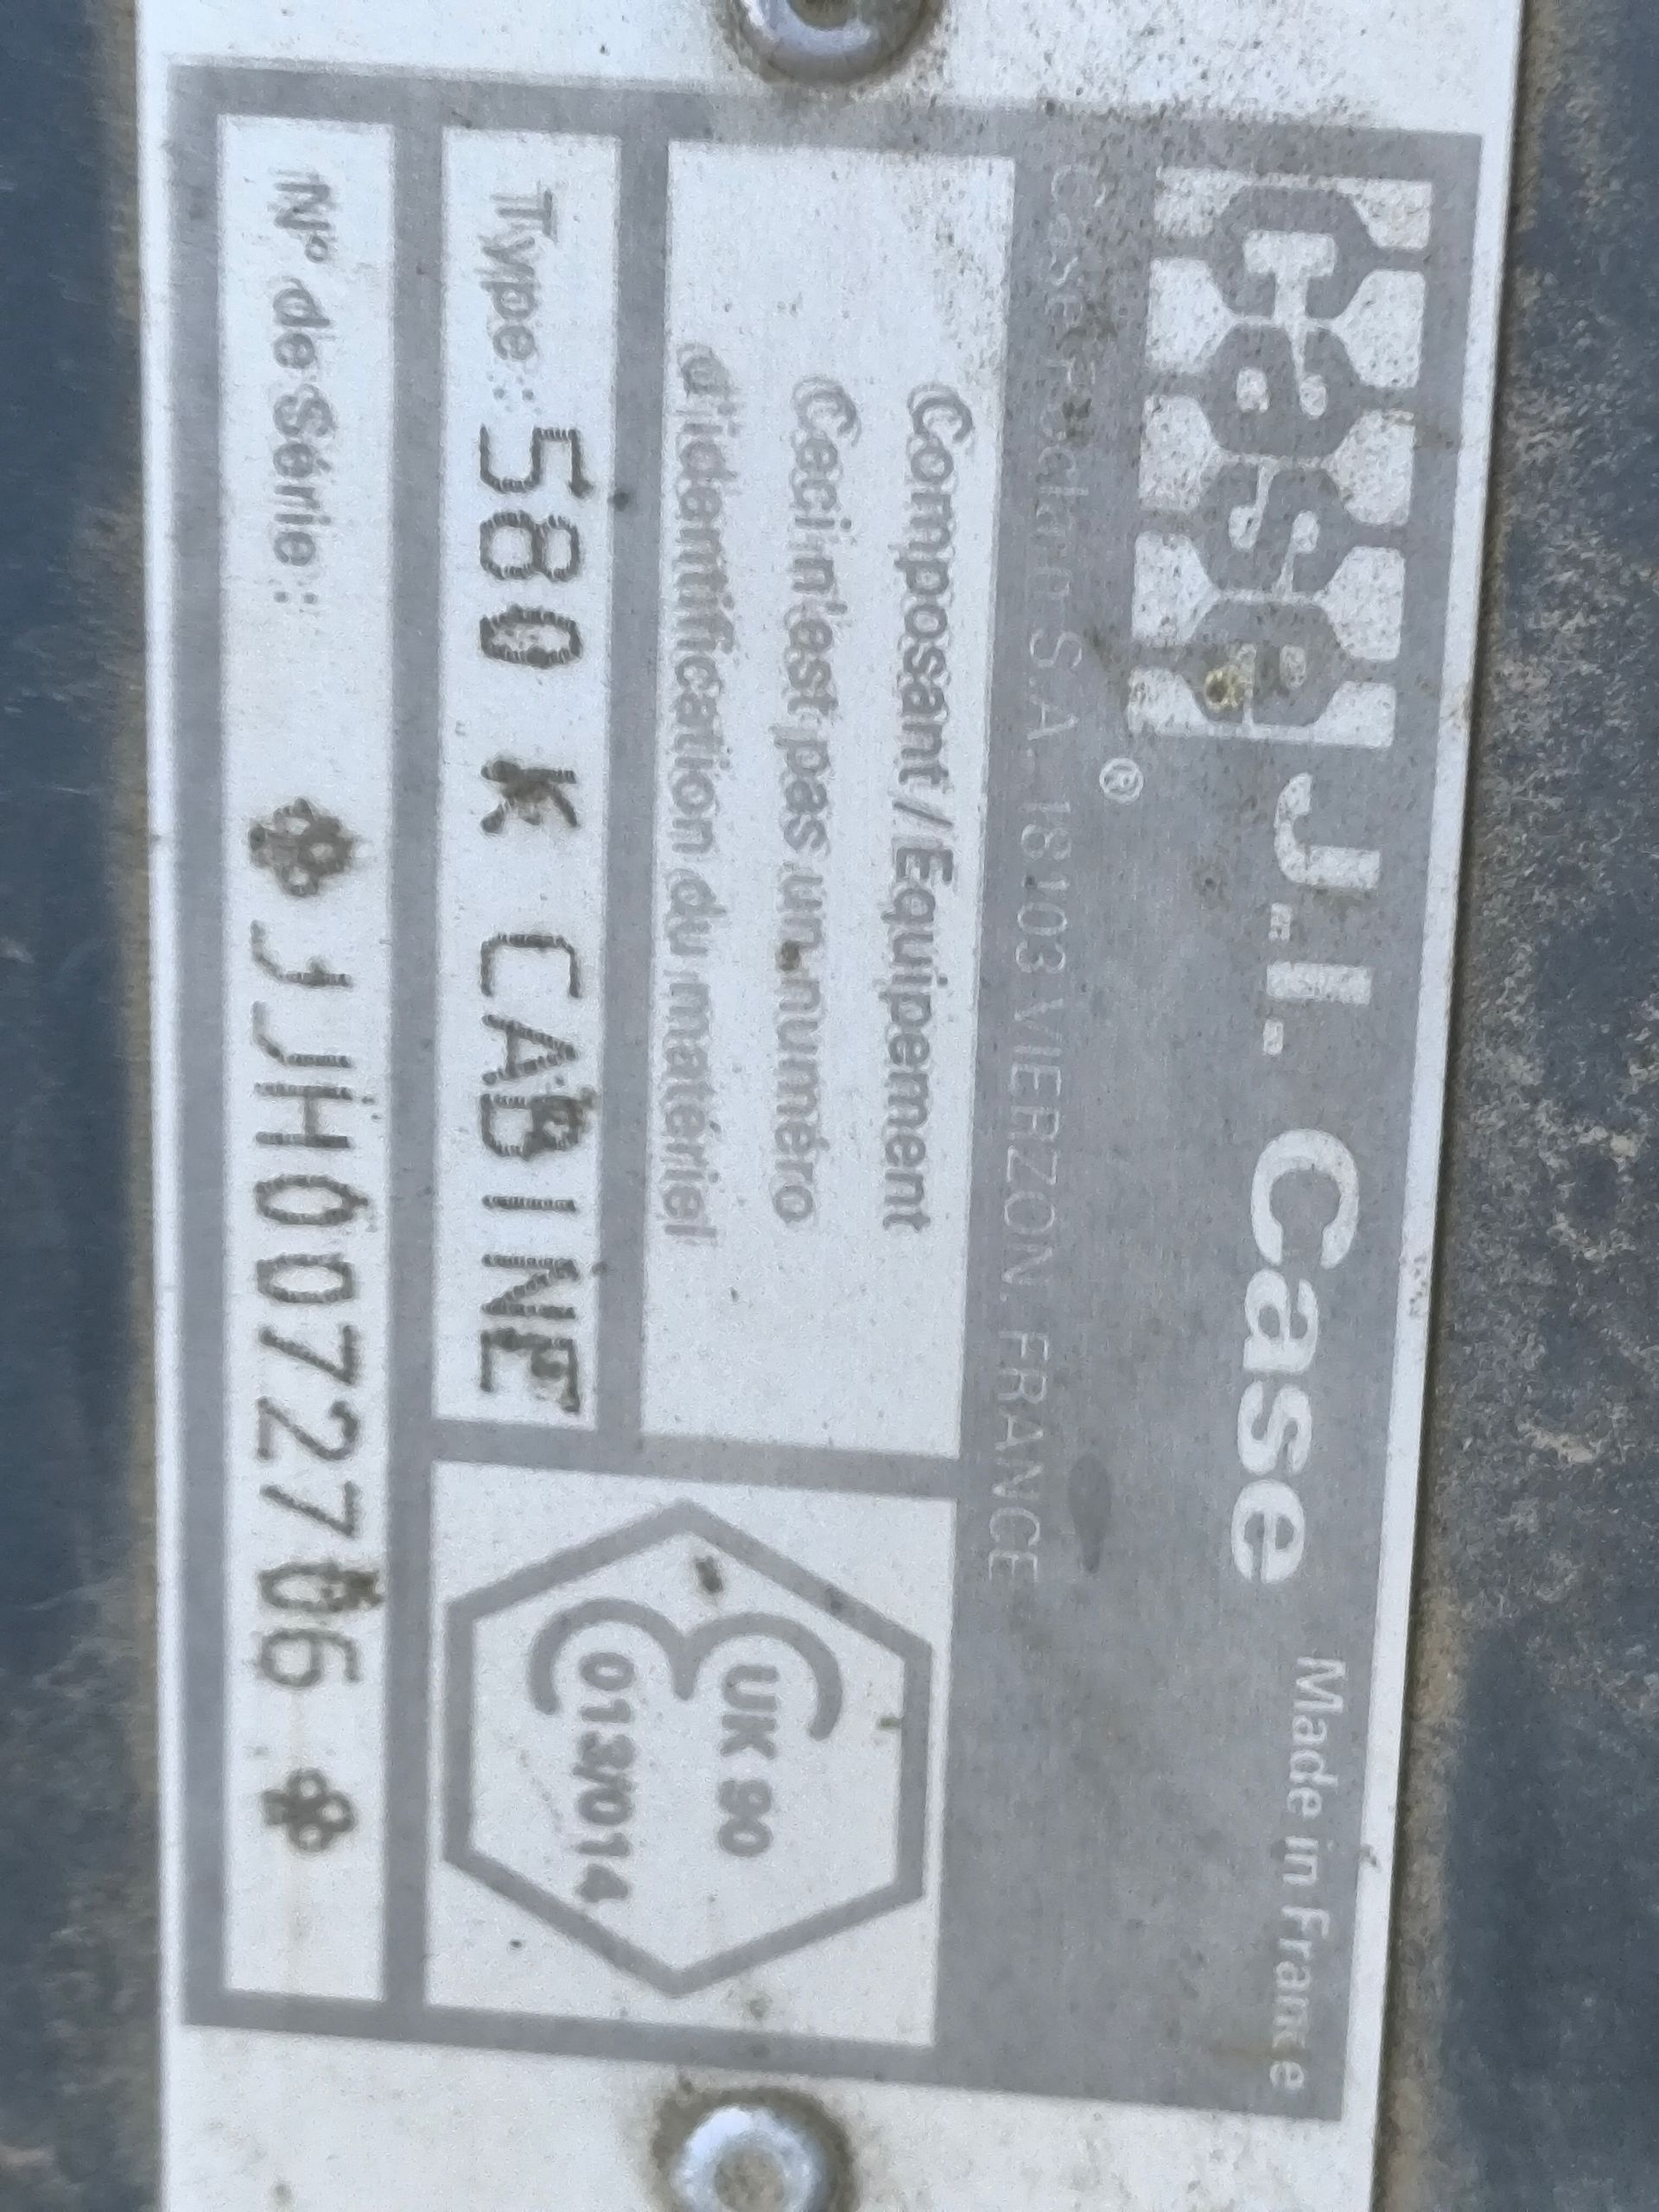 Case J.I. Case Made in France
®
Case Poclain S.A. 18103 VIERZON. FRANCE
Composant/Equipement
Ceci n'est pas un numéro
d'identification du matériel
Type: 580 K CABINE
UK 90
013/014
N° de Série: JJH0072706